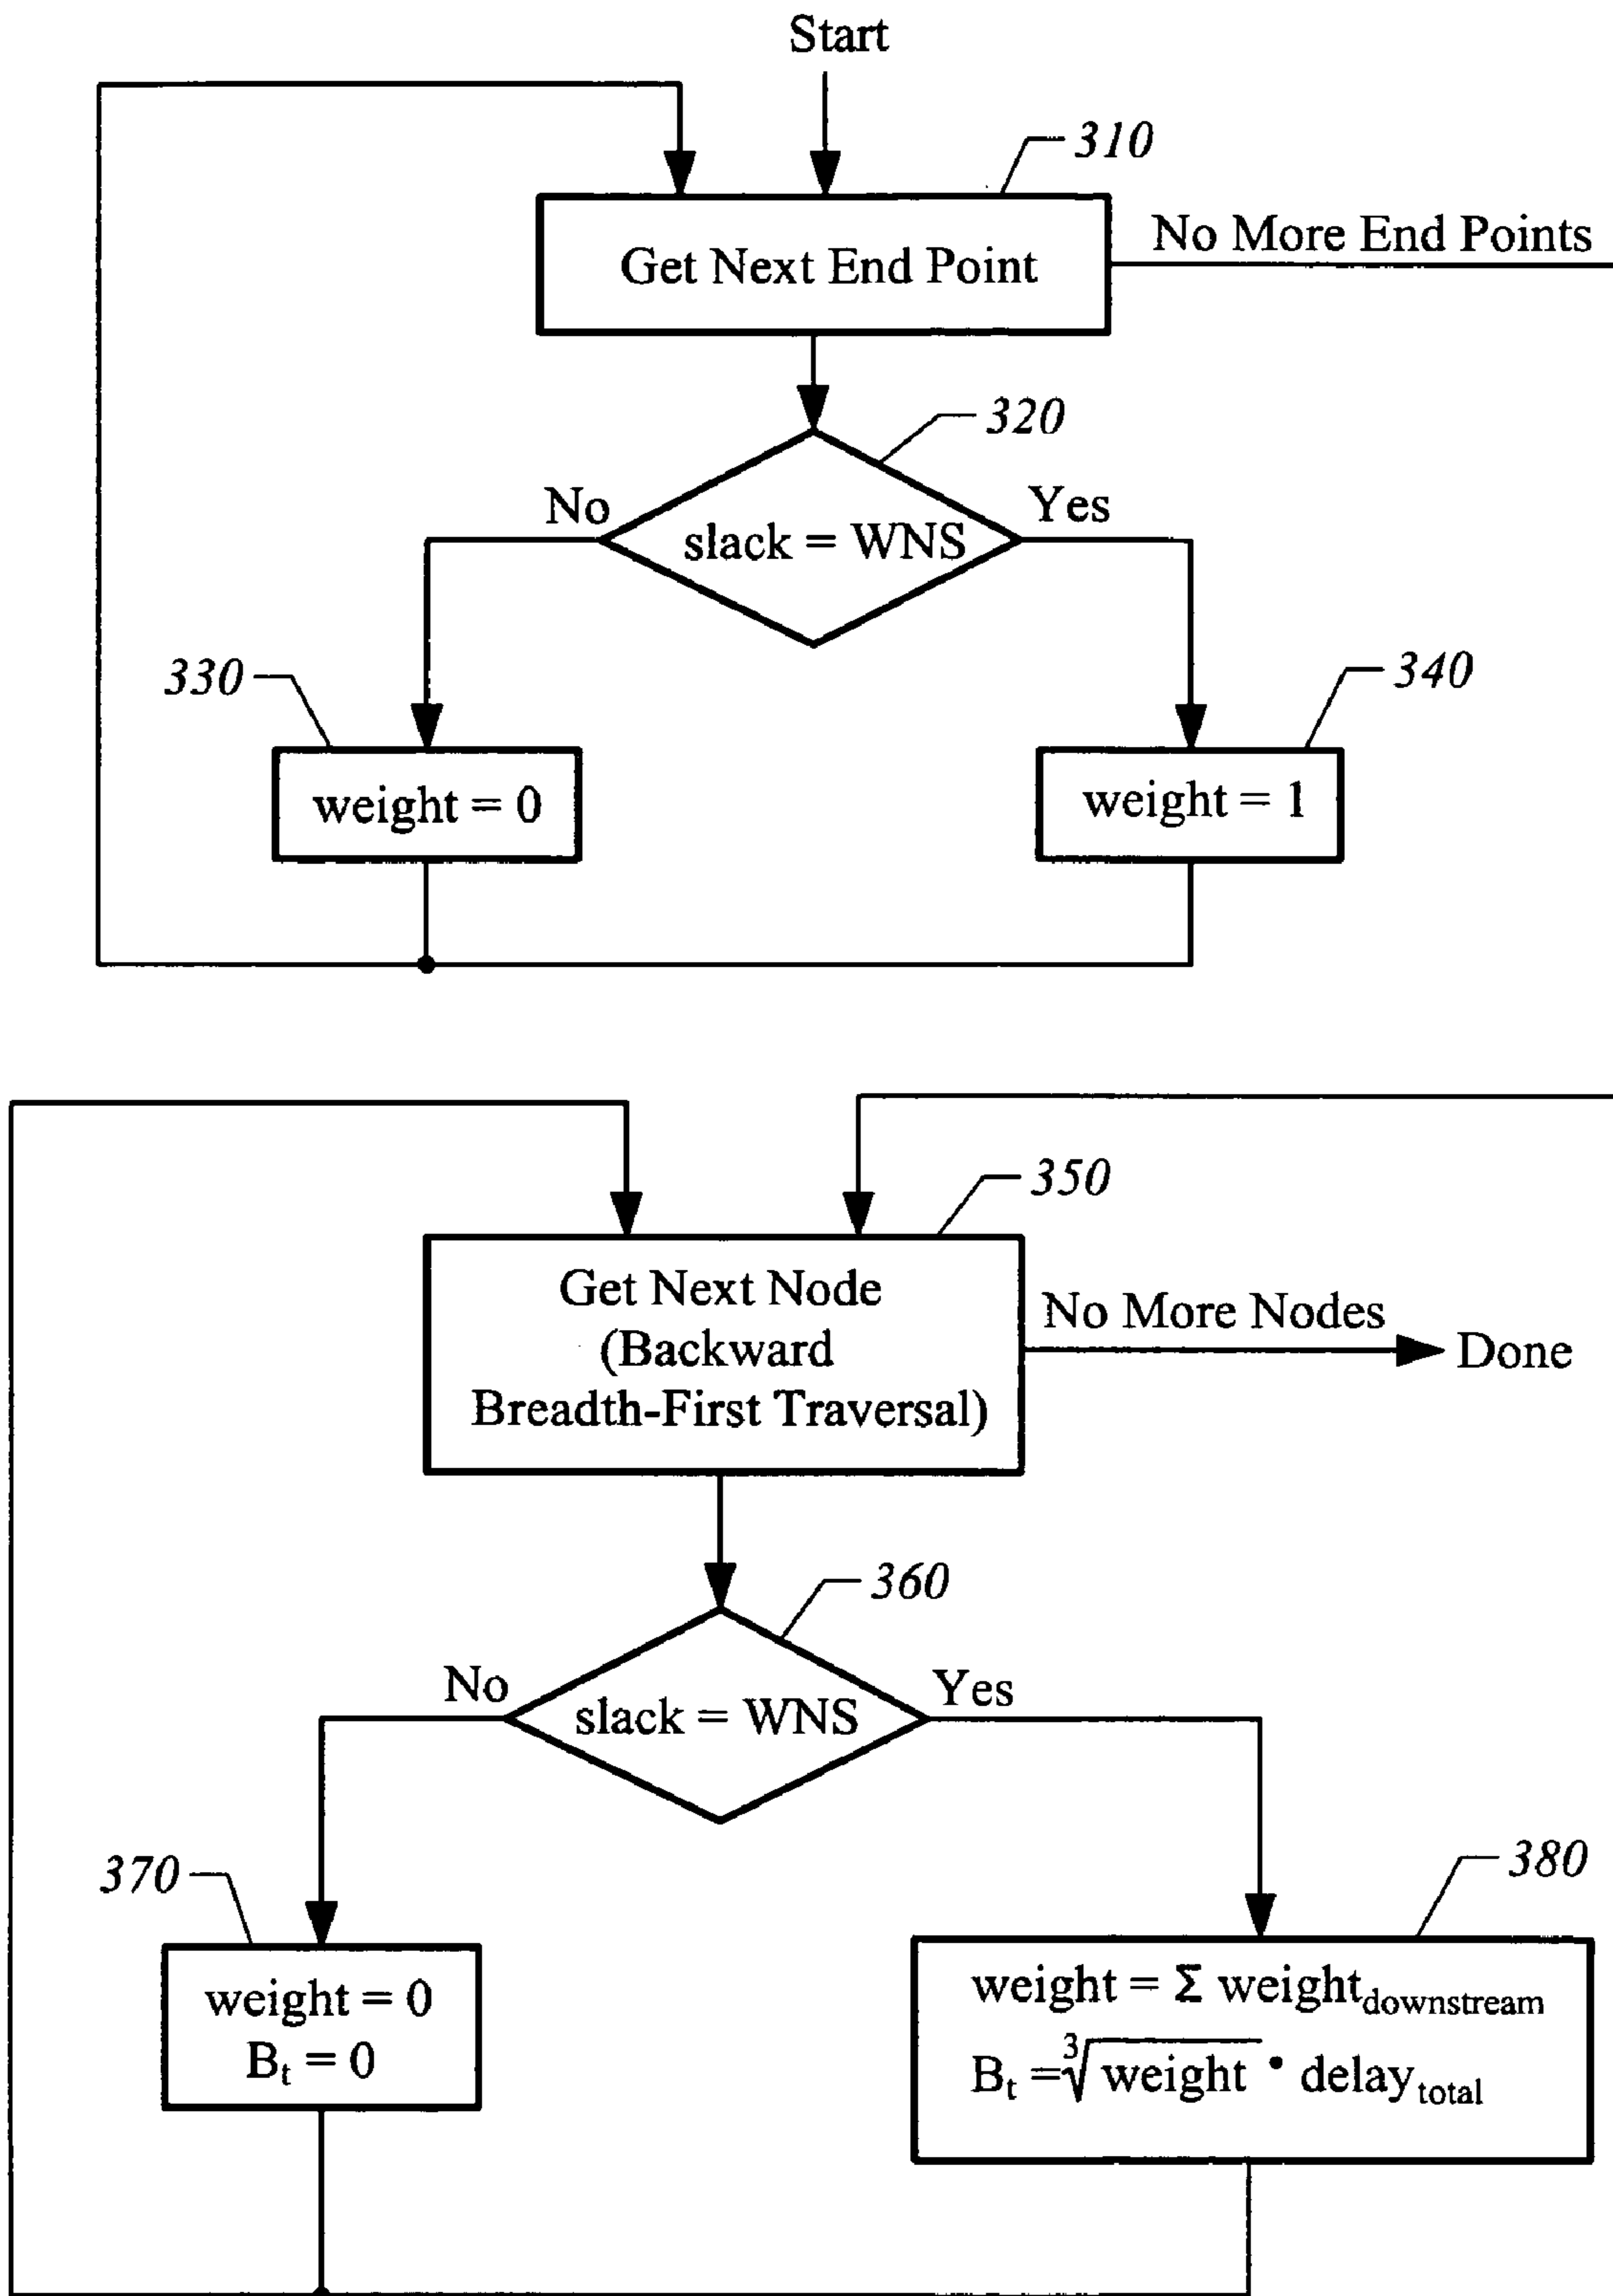 Start
310
Get Next End Point
No More End Points
320
No
slack = WNS
Yes
330
340
weight = 0
weight = 1
350
Get Next Node
(Backward
Breadth-First Traversal)
No More Nodes
Done
360
No
slack = WNS
Yes
370
380
weight = 0
Bₜ = 0
weight = Σ weight_downstream
Bₜ = ∛weight • delay_total